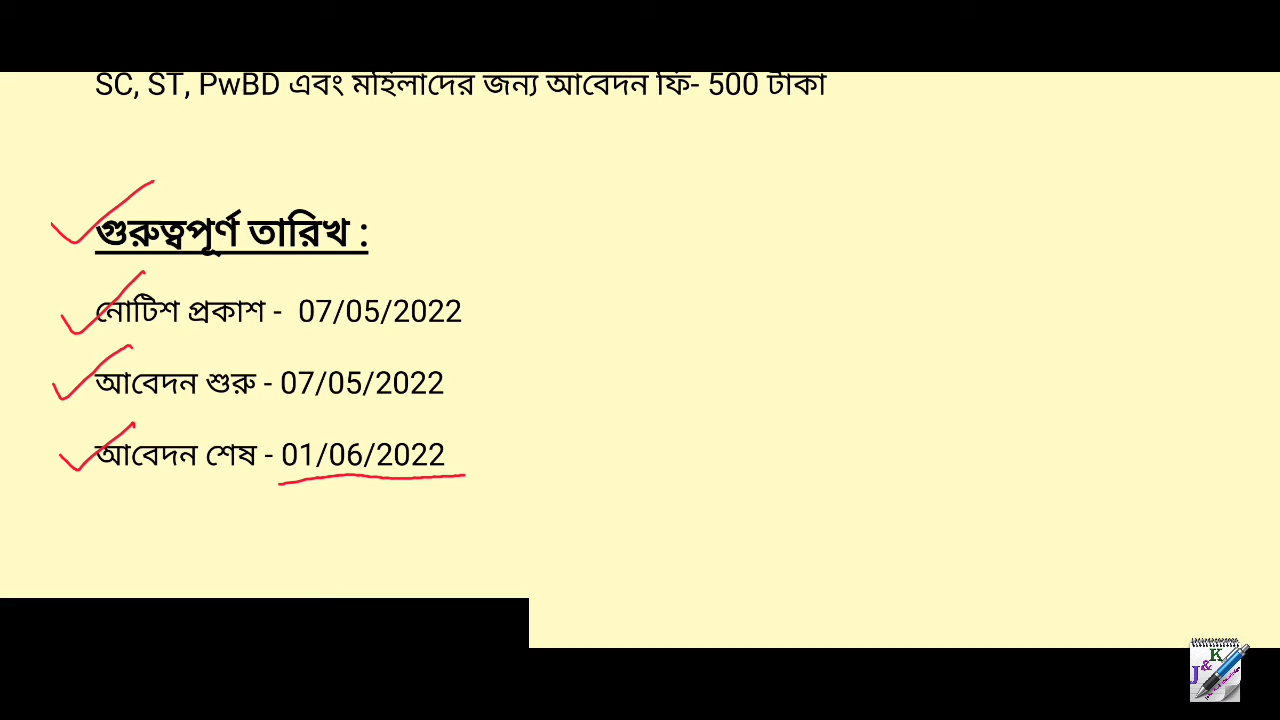 SC, ST, PwBD এবং মহিলাদের জন্য আবেদন ফি- 500 টাকা
গুরুত্বপূর্ণ তারিখ :
নোটিশ প্রকাশ - 07/05/2022
আবেদন শুরু - 07/05/2022
আবেদন শেষ - 01/06/2022
J&K